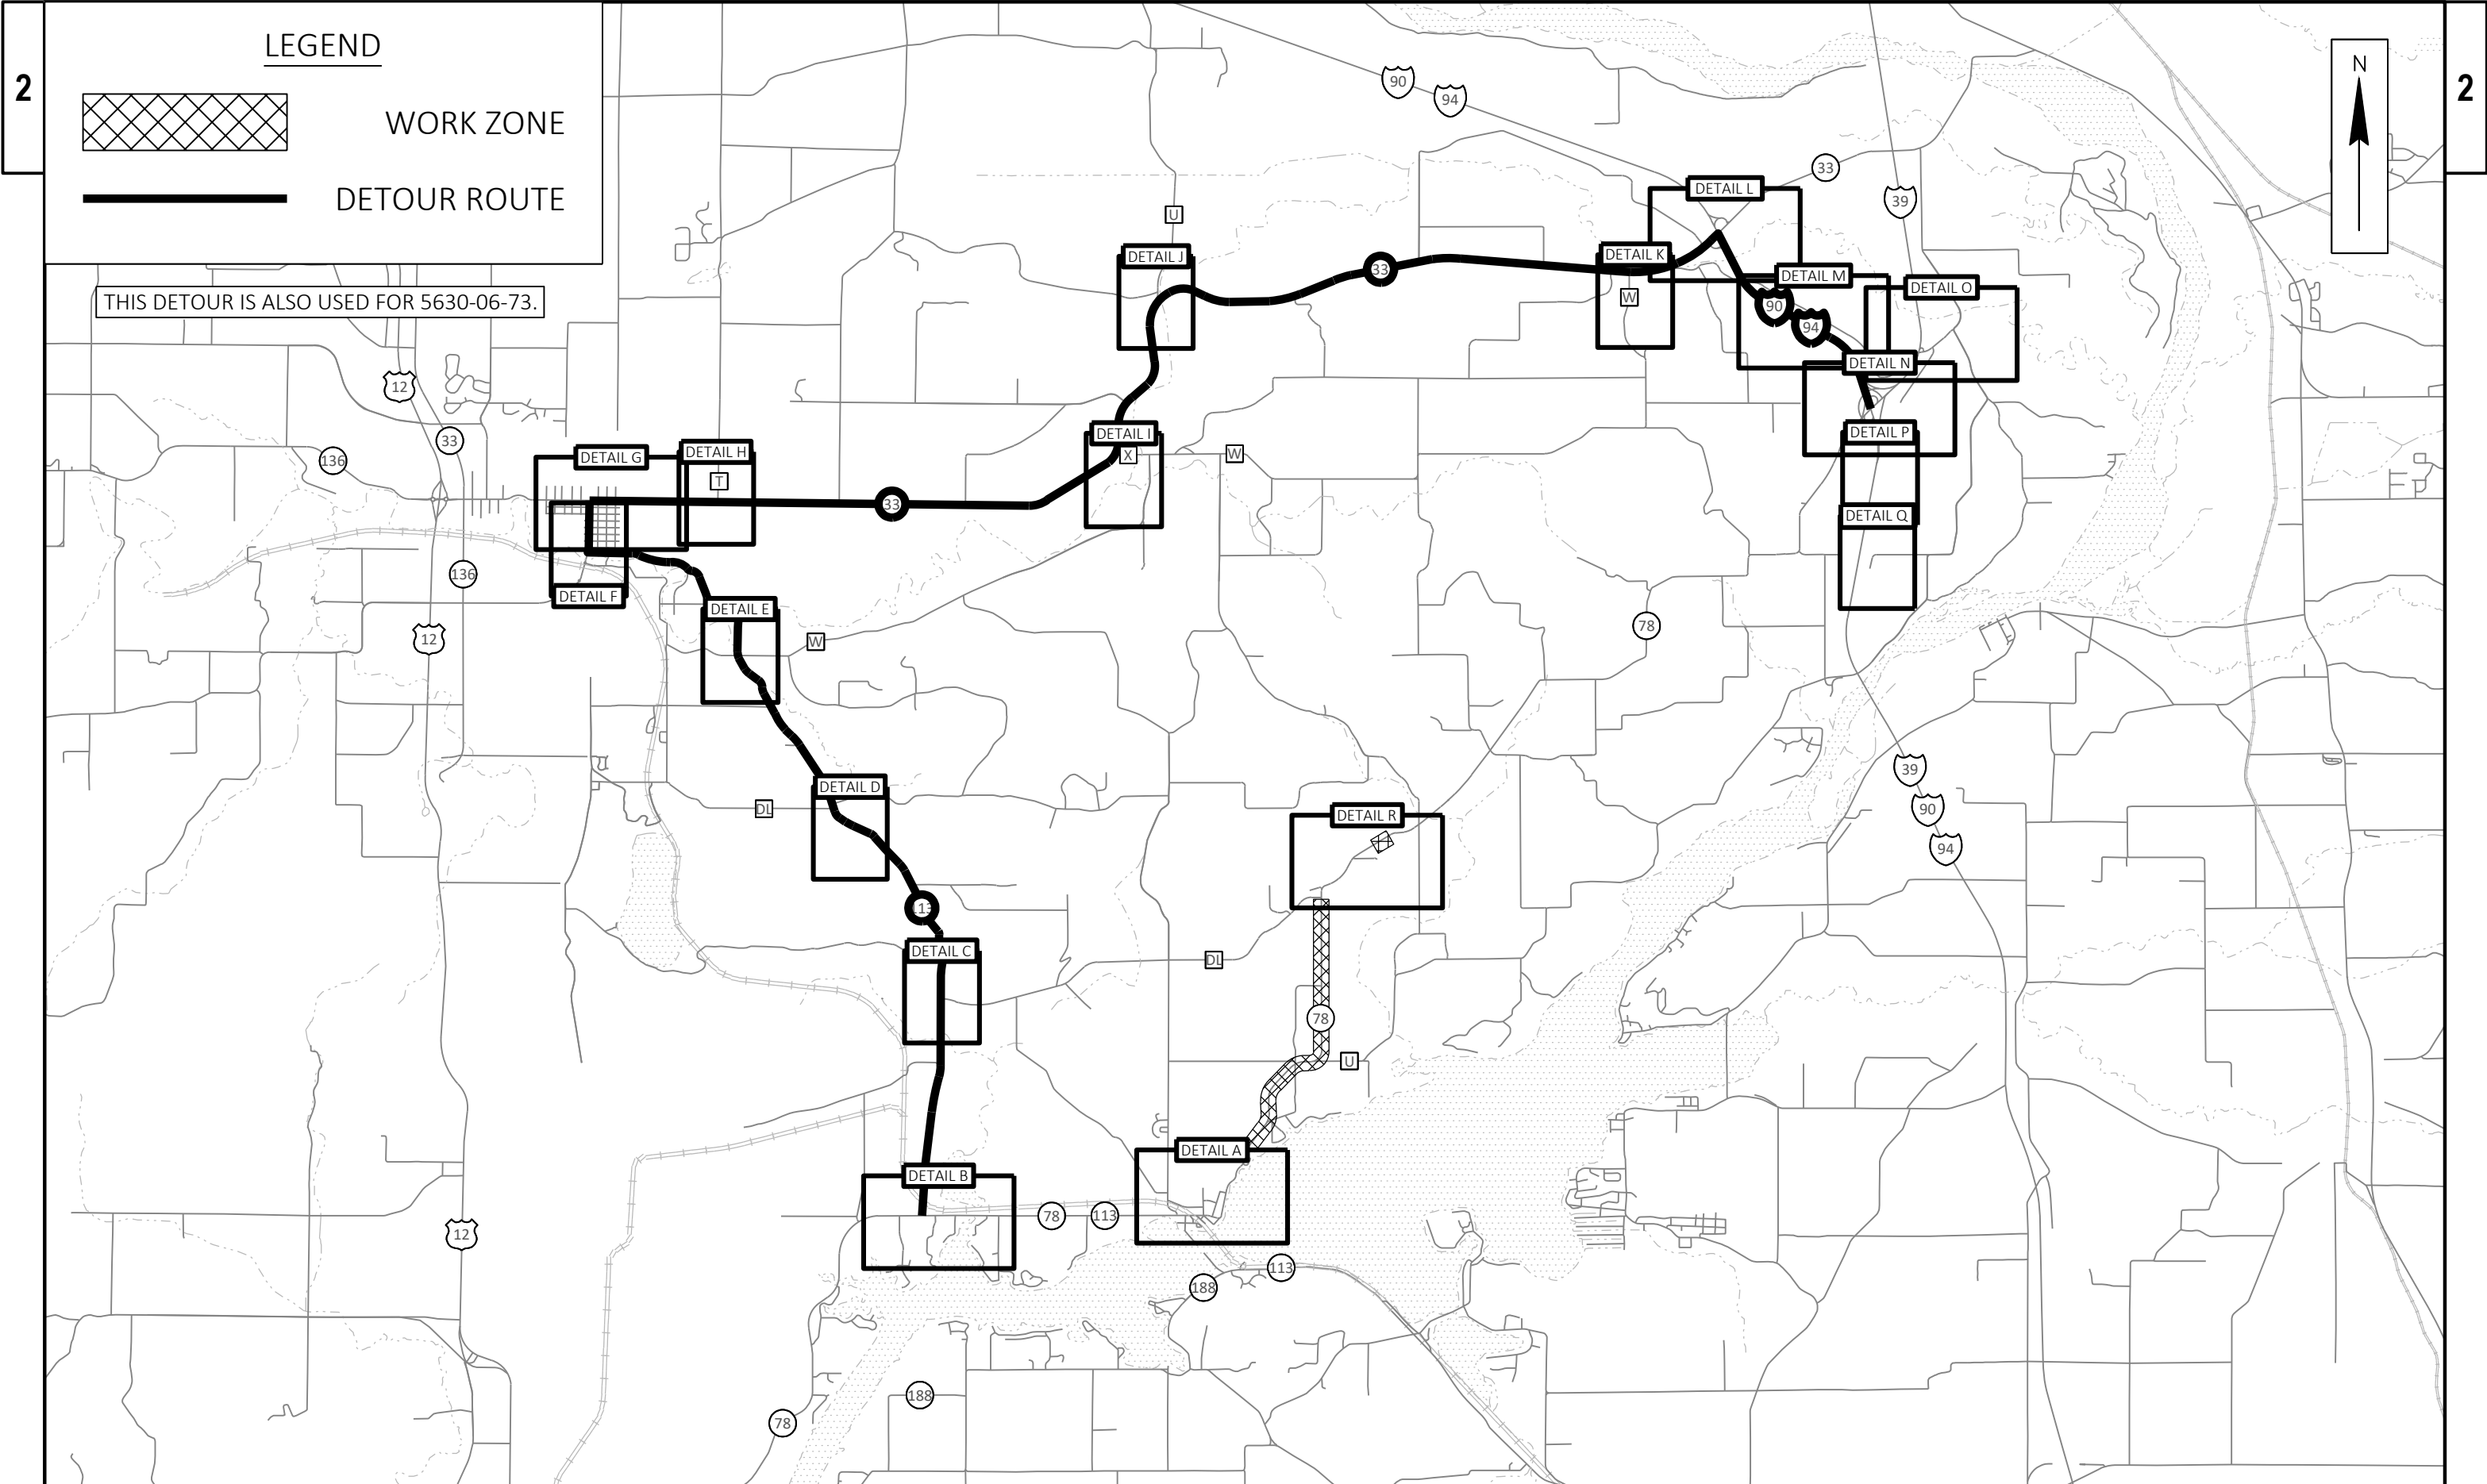 LEGEND
WORK ZONE
DETOUR ROUTE
2
2
N
THIS DETOUR IS ALSO USED FOR 5630-06-73.
90
94
33
39
U
DETAIL L
DETAIL J
DETAIL K
33
W
DETAIL M
DETAIL O
90
94
DETAIL N
12
33
136
DETAIL G
DETAIL H
T
33
DETAIL I
X
W
DETAIL P
DETAIL Q
136
DETAIL F
DETAIL E
12
W
78
DETAIL D
DL
39
90
94
DETAIL R
113
DETAIL C
DL
78
U
DETAIL A
DETAIL B
78
113
12
113
188
188
78